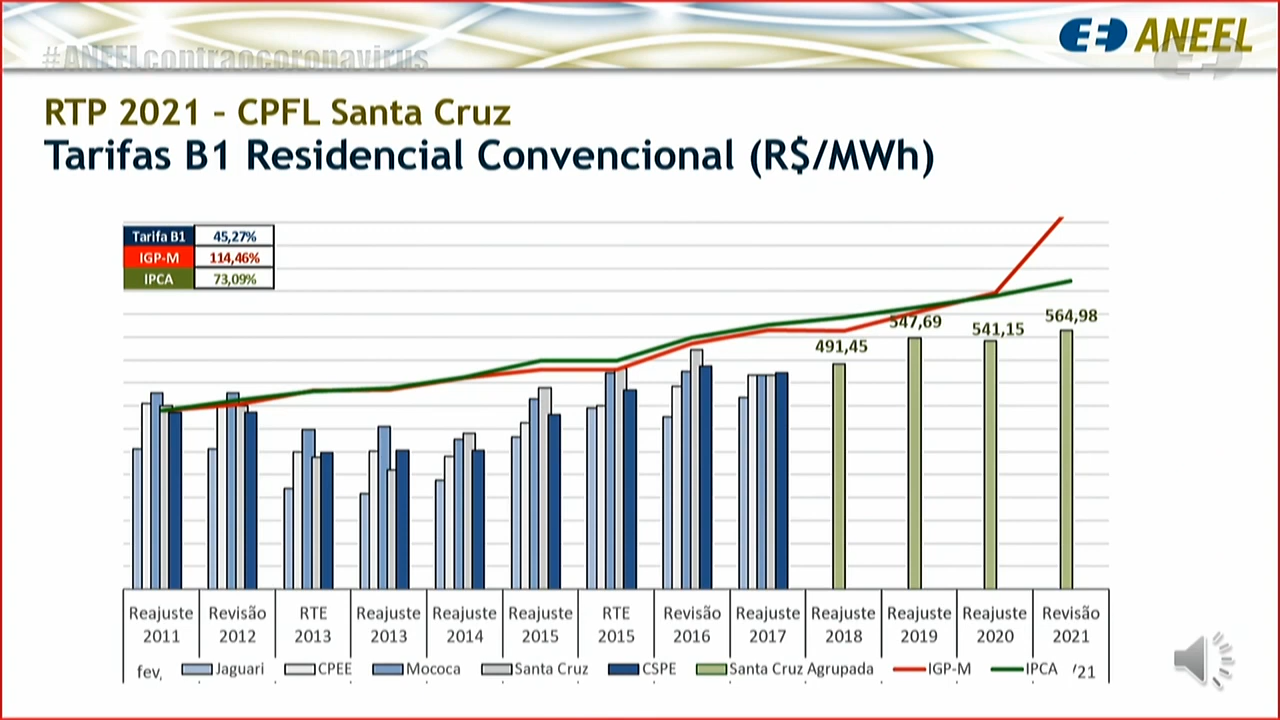 #ANEELcontraocoronavirus
ANEEL
RTP 2021 – CPFL Santa Cruz
Tarifas B1 Residencial Convencional (R$/MWh)
Tarifa B1 45,27%
IGP-M 114,46%
IPCA 73,09%
491,45
547,69
541,15
564,98
Reajuste 2011
Revisão 2012
RTE 2013
Reajuste 2013
Reajuste 2014
Reajuste 2015
RTE 2015
Revisão 2016
Reajuste 2017
Reajuste 2018
Reajuste 2019
Reajuste 2020
Revisão 2021
fev, Jaguari CPEE Mococa Santa Cruz CSPE Santa Cruz Agrupada IGP-M IPCA /21